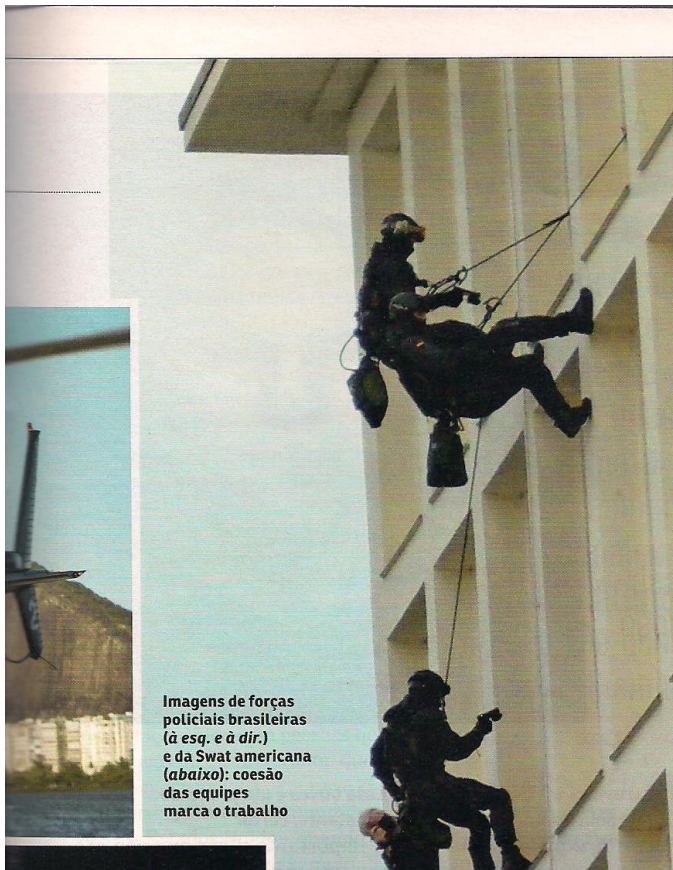 Imagens de forças
policiais brasileiras
(à esq. e à dir.)
e da Swat americana
(abaixo): coesão
das equipes
marca o trabalho